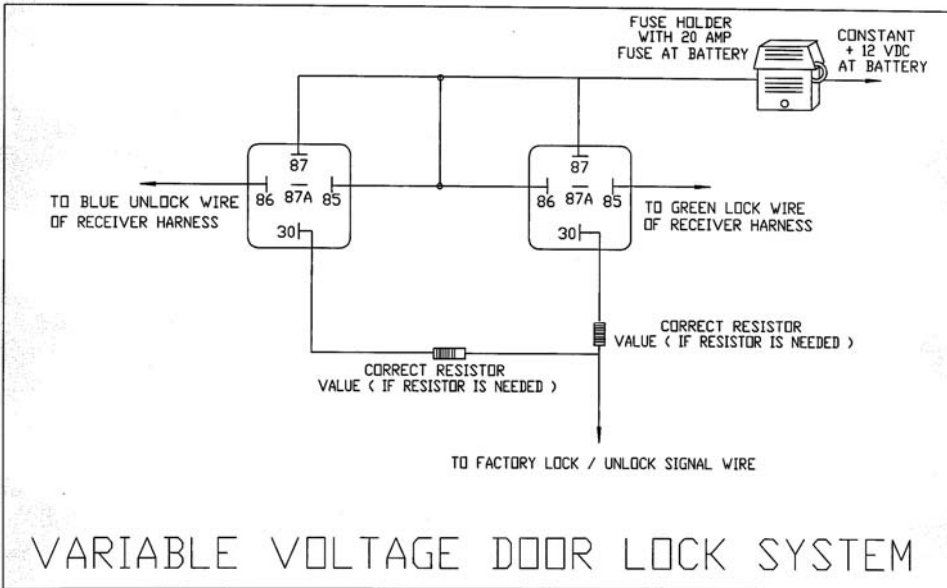 FUSE HOLDER
WITH 20 AMP
FUSE AT BATTERY
CONSTANT
+ 12 VDC
AT BATTERY
87
86
87A
85
30
TO BLUE UNLOCK WIRE
OF RECEIVER HARNESS
87
86
87A
85
30
TO GREEN LOCK WIRE
OF RECEIVER HARNESS
CORRECT RESISTOR
VALUE ( IF RESISTOR IS NEEDED )
CORRECT RESISTOR
VALUE ( IF RESISTOR IS NEEDED )
TO FACTORY LOCK / UNLOCK SIGNAL WIRE
VARIABLE VOLTAGE DOOR LOCK SYSTEM